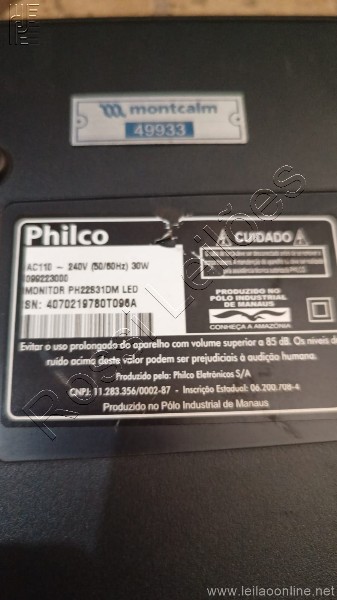 montcalm
49933
Philco
AC110 ~ 240V (50/60Hz) 30W
099223000
MONITOR PH22S31DM LED
SN: 4070219780T096A
CUIDADO
PRODUZIDO NO
PÓLO INDUSTRIAL
DE MANAUS
CONHEÇA A AMAZÔNIA
Evitar o uso prolongado do aparelho com volume superior a 85 dB. Os níveis de
ruído acima deste valor podem ser prejudiciais à audição humana.
Produzido pela: Philco Eletrônicos S/A
CNPJ: 11.283.356/0002-87 - Inscrição Estadual: 06.200.708-4
Produzido no Pólo Industrial de Manaus
Rossi Leilões
www.leilaoonline.net